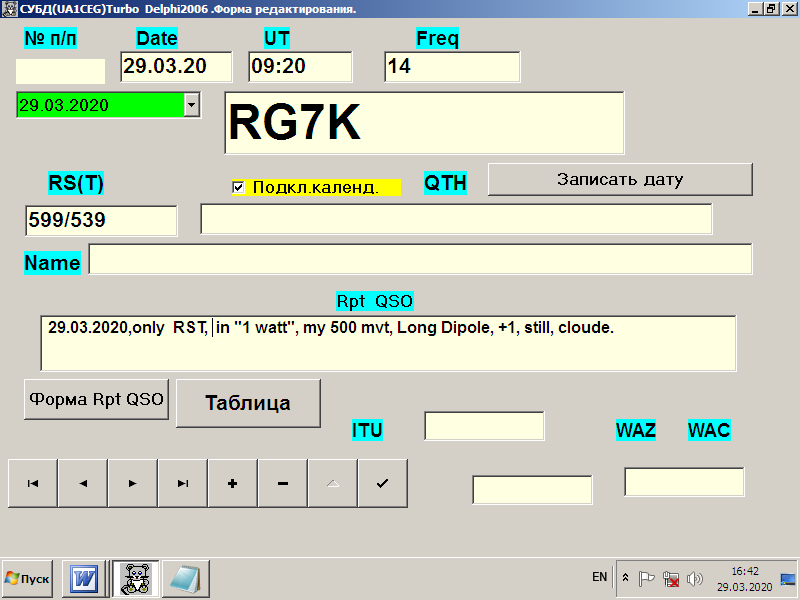 СУБД(UA1CEG)Turbo Delphi2006 .Форма редактирования.
№ п/п Date UT Freq
29.03.20 09:20 14
29.03.2020
RG7K
RS(T) Подкл.календ. QTH Записать дату
599/539
Name
Rpt QSO
29.03.2020,only RST, in "1 watt", my 500 mvt, Long Dipole, +1, still, cloude.
Форма Rpt QSO Таблица
ITU WAZ WAC
Пуск EN 16:42
29.03.2020